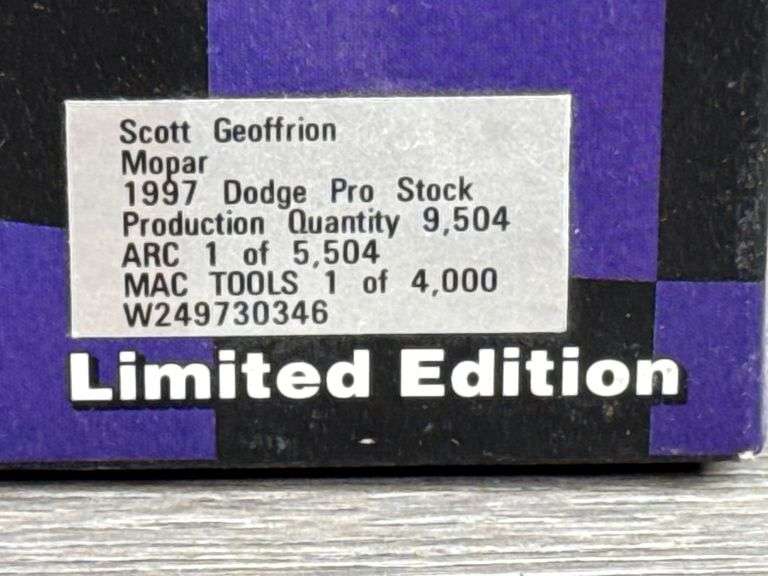 Scott Geoffrion
Mopar
1997 Dodge Pro Stock
Production Quantity 9,504
ARC 1 of 5,504
MAC TOOLS 1 of 4,000
W249730346
Limited Edition